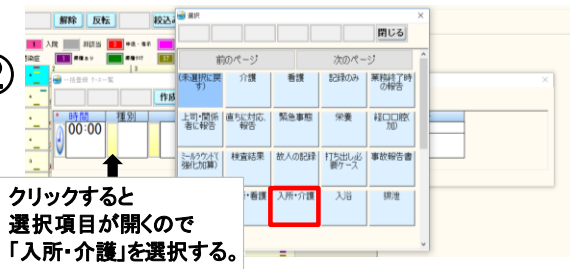 解除 反転 絞込み
選択
閉じる
前のページ 次のページ
(未選択に戻す) 介護 看護 記録のみ 業務終了時の報告
一括登録 ケース一覧
作成
上司・関係者に報告 直ちに対応、報告 緊急事態 栄養 経口口腔(加)
時間 種別
00:00
ミールラウンド(強化加算) 検査結果 故人の記録 打ち出し必要ケース 事故報告書
・看護 入所・介護 入浴 排泄
②
クリックすると
選択項目が開くので
「入所・介護」を選択する。